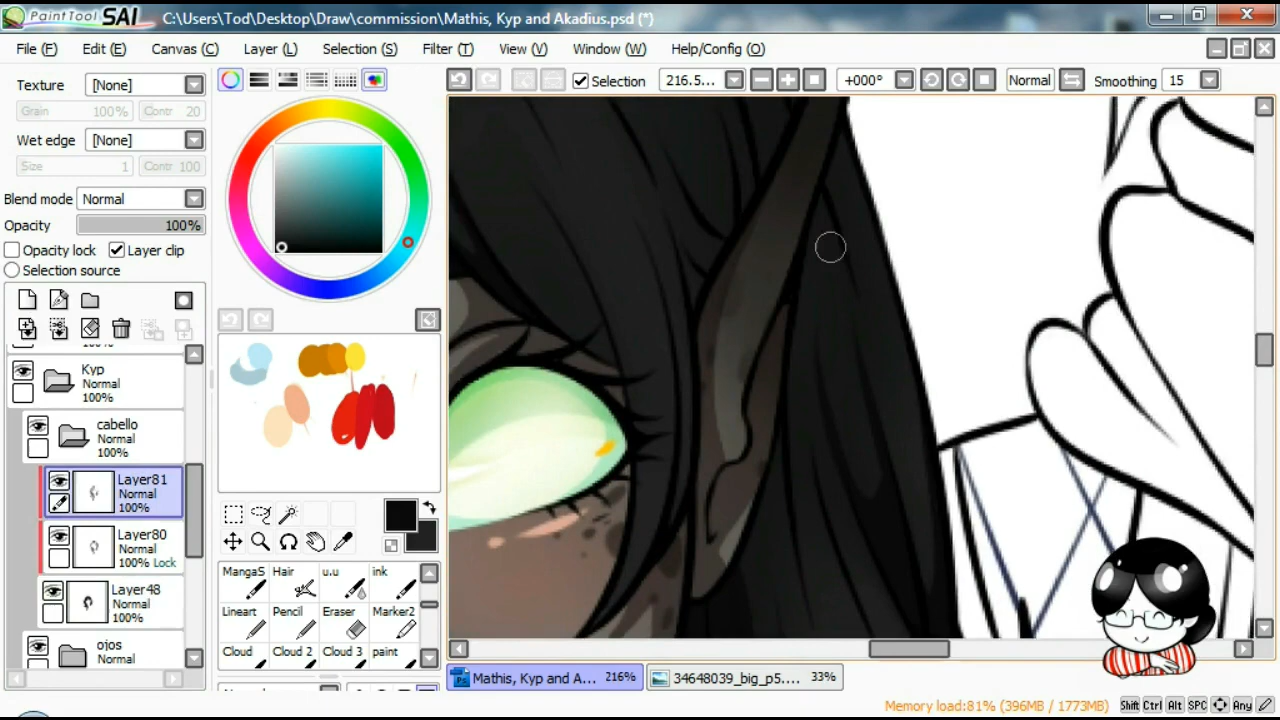 PaintTool SAI C:\Users\Tod\Desktop\Draw\commission\Mathis, Kyp and Akadius.psd (*)
File (F) Edit (E) Canvas (C) Layer (L) Selection (S) Filter (T) View (V) Window (W) Help/Config (O)
Selection 216.5... +000° Normal Smoothing 15
Texture [None]
Grain 100% Contr 20
Wet edge [None]
Size 1 Contr 100
Blend mode Normal
Opacity 100%
Opacity lock Layer clip
Selection source
Kyp
Normal
100%
cabello
Normal
100%
Layer81
Normal
100%
Layer80
Normal
100% Lock
Layer48
Normal
100%
ojos
Normal
MangaS Hair u.u ink
Lineart Pencil Eraser Marker2
Cloud Cloud 2 Cloud 3 paint
Mathis, Kyp and A... 216% 34648039_big_p5.... 33%
Memory load:81% (396MB / 1773MB) Shift Ctrl Alt SPC Any